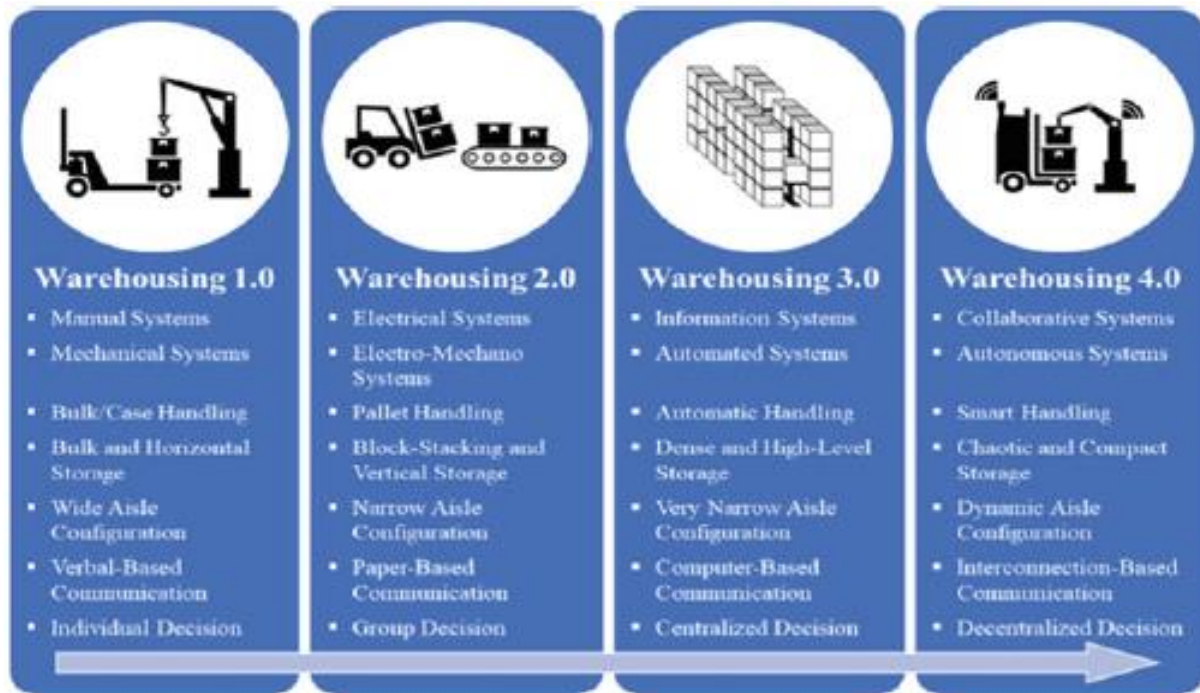 Warehousing 1.0
▪ Manual Systems
▪ Mechanical Systems
▪ Bulk/Case Handling
▪ Bulk and Horizontal
Storage
▪ Wide Aisle
Configuration
▪ Verbal-Based
Communication
▪ Individual Decision
Warehousing 2.0
▪ Electrical Systems
▪ Electro-Mechano
Systems
▪ Pallet Handling
▪ Block-Stacking and
Vertical Storage
▪ Narrow Aisle
Configuration
▪ Paper-Based
Communication
▪ Group Decision
Warehousing 3.0
▪ Information Systems
▪ Automated Systems
▪ Automatic Handling
▪ Dense and High-Level
Storage
▪ Very Narrow Aisle
Configuration
▪ Computer-Based
Communication
▪ Centralized Decision
Warehousing 4.0
▪ Collaborative Systems
▪ Autonomous Systems
▪ Smart Handling
▪ Chaotic and Compact
Storage
▪ Dynamic Aisle
Configuration
▪ Interconnection-Based
Communication
▪ Decentralized Decision